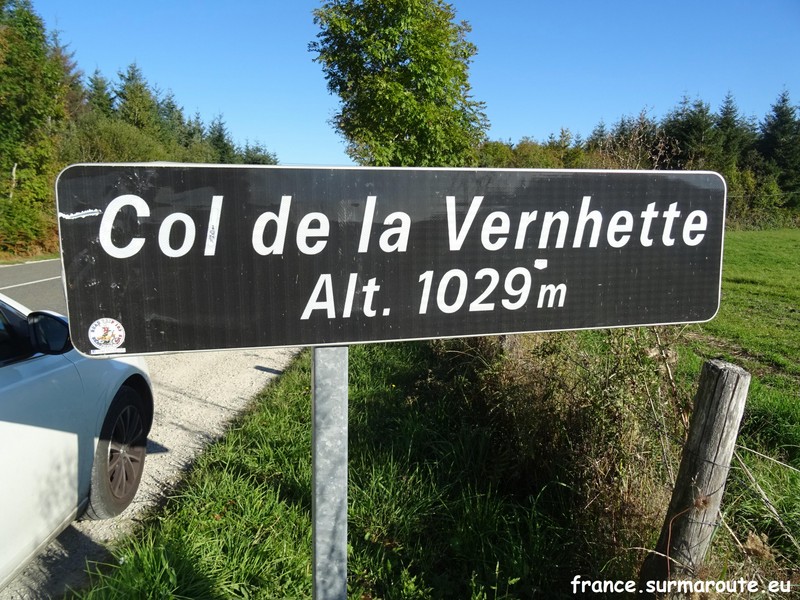 Col de la Vernhette
Alt. 1029 m
france.surmaroute.eu